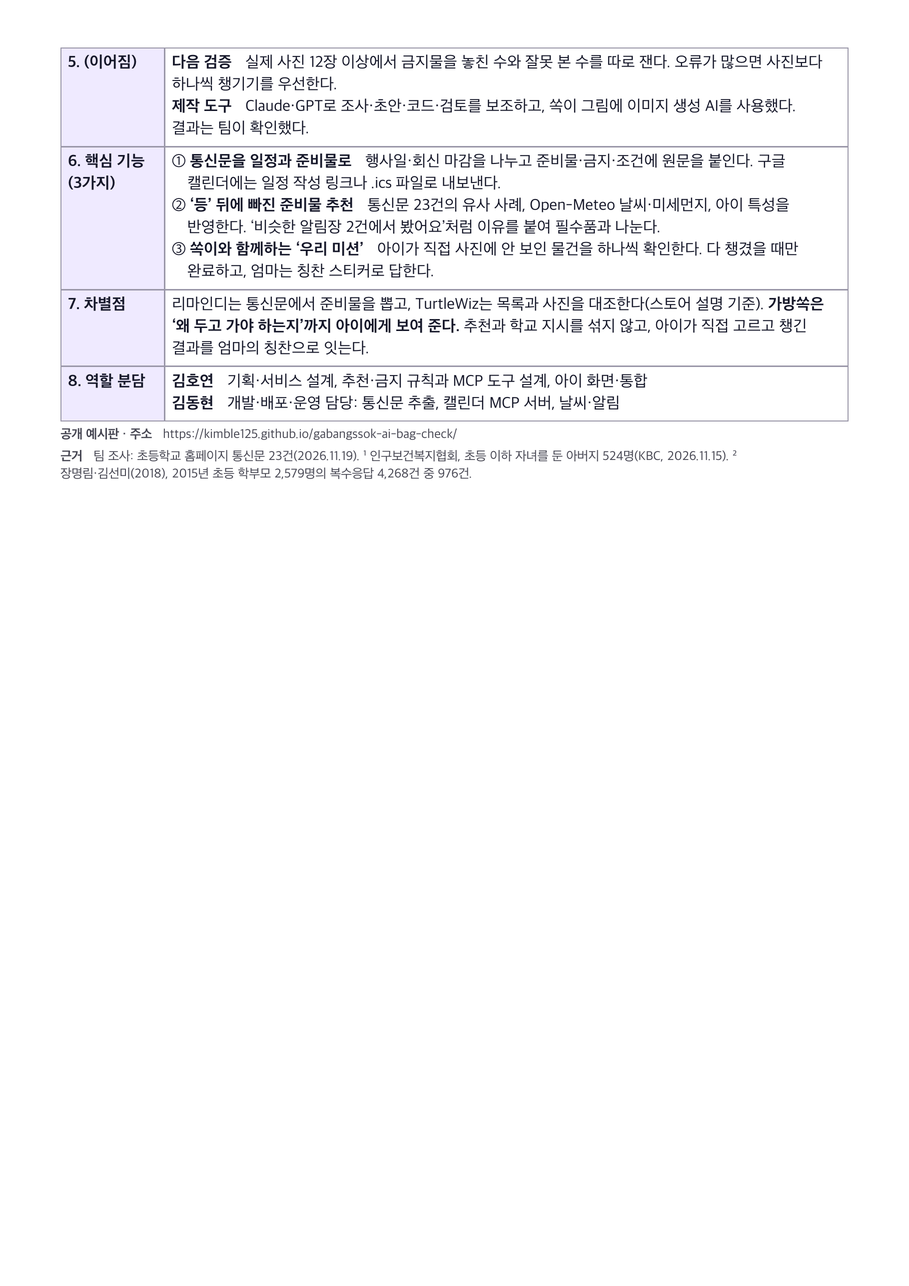 5. (이어짐)
다음 검증 실제 사진 12장 이상에서 금지물을 놓친 수와 잘못 본 수를 따로 잰다. 오류가 많으면 사진보다
하나씩 챙기기를 우선한다.
제작 도구 Claude·GPT로 조사·초안·코드·검토를 보조하고, 쏙이 그림에 이미지 생성 AI를 사용했다.
결과는 팀이 확인했다.
6. 핵심 기능
(3가지)
① 통신문을 일정과 준비물로 행사일·회신 마감을 나누고 준비물·금지·조건에 원문을 붙인다. 구글
캘린더에는 일정 작성 링크나 .ics 파일로 내보낸다.
② ‘등’ 뒤에 빠진 준비물 추천 통신문 23건의 유사 사례, Open-Meteo 날씨·미세먼지, 아이 특성을
반영한다. ‘비슷한 알림장 2건에서 봤어요’처럼 이유를 붙여 필수품과 나눈다.
③ 쏙이와 함께하는 ‘우리 미션’ 아이가 직접 사진에 안 보인 물건을 하나씩 확인한다. 다 챙겼을 때만
완료하고, 엄마는 칭찬 스티커로 답한다.
7. 차별점
리마인디는 통신문에서 준비물을 뽑고, TurtleWiz는 목록과 사진을 대조한다(스토어 설명 기준). 가방쏙은
‘왜 두고 가야 하는지’까지 아이에게 보여 준다. 추천과 학교 지시를 섞지 않고, 아이가 직접 고르고 챙긴
결과를 엄마의 칭찬으로 잇는다.
8. 역할 분담
김호연 기획·서비스 설계, 추천·금지 규칙과 MCP 도구 설계, 아이 화면·통합
김동현 개발·배포·운영 담당: 통신문 추출, 캘린더 MCP 서버, 날씨·알림
공개 예시판 · 주소 https://kimble125.github.io/gabangssok-ai-bag-check/
근거 팀 조사: 초등학교 홈페이지 통신문 23건(2026.11.19). ¹ 인구보건복지협회, 초등 이하 자녀를 둔 아버지 524명(KBC, 2026.11.15). ²
장명림·김선미(2018), 2015년 초등 학부모 2,579명의 복수응답 4,268건 중 976건.